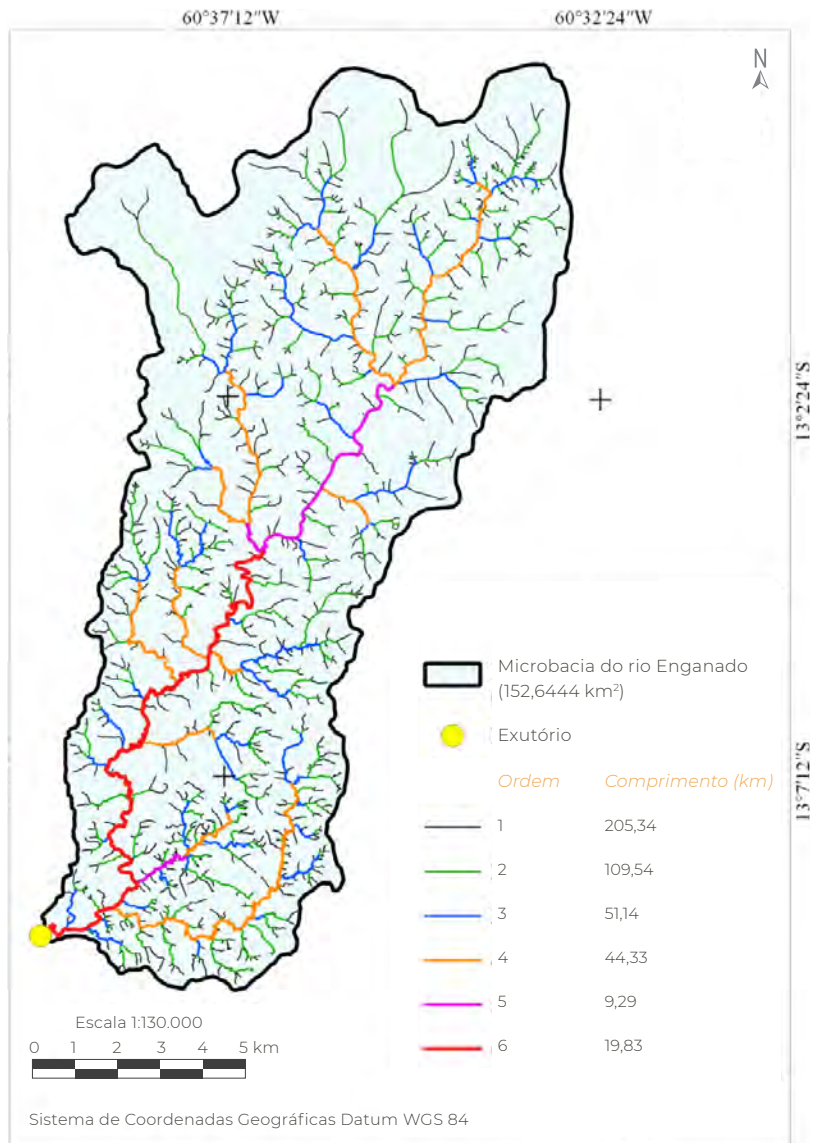 60°37'12"W 60°32'24"W
N
13°2'24"S
13°7'12"S
Microbacia do rio Enganado
(152,6444 km²)
Exutório
Ordem Comprimento (km)
1 205,34
2 109,54
3 51,14
4 44,33
5 9,29
6 19,83
Escala 1:130.000
0 1 2 3 4 5 km
Sistema de Coordenadas Geográficas Datum WGS 84